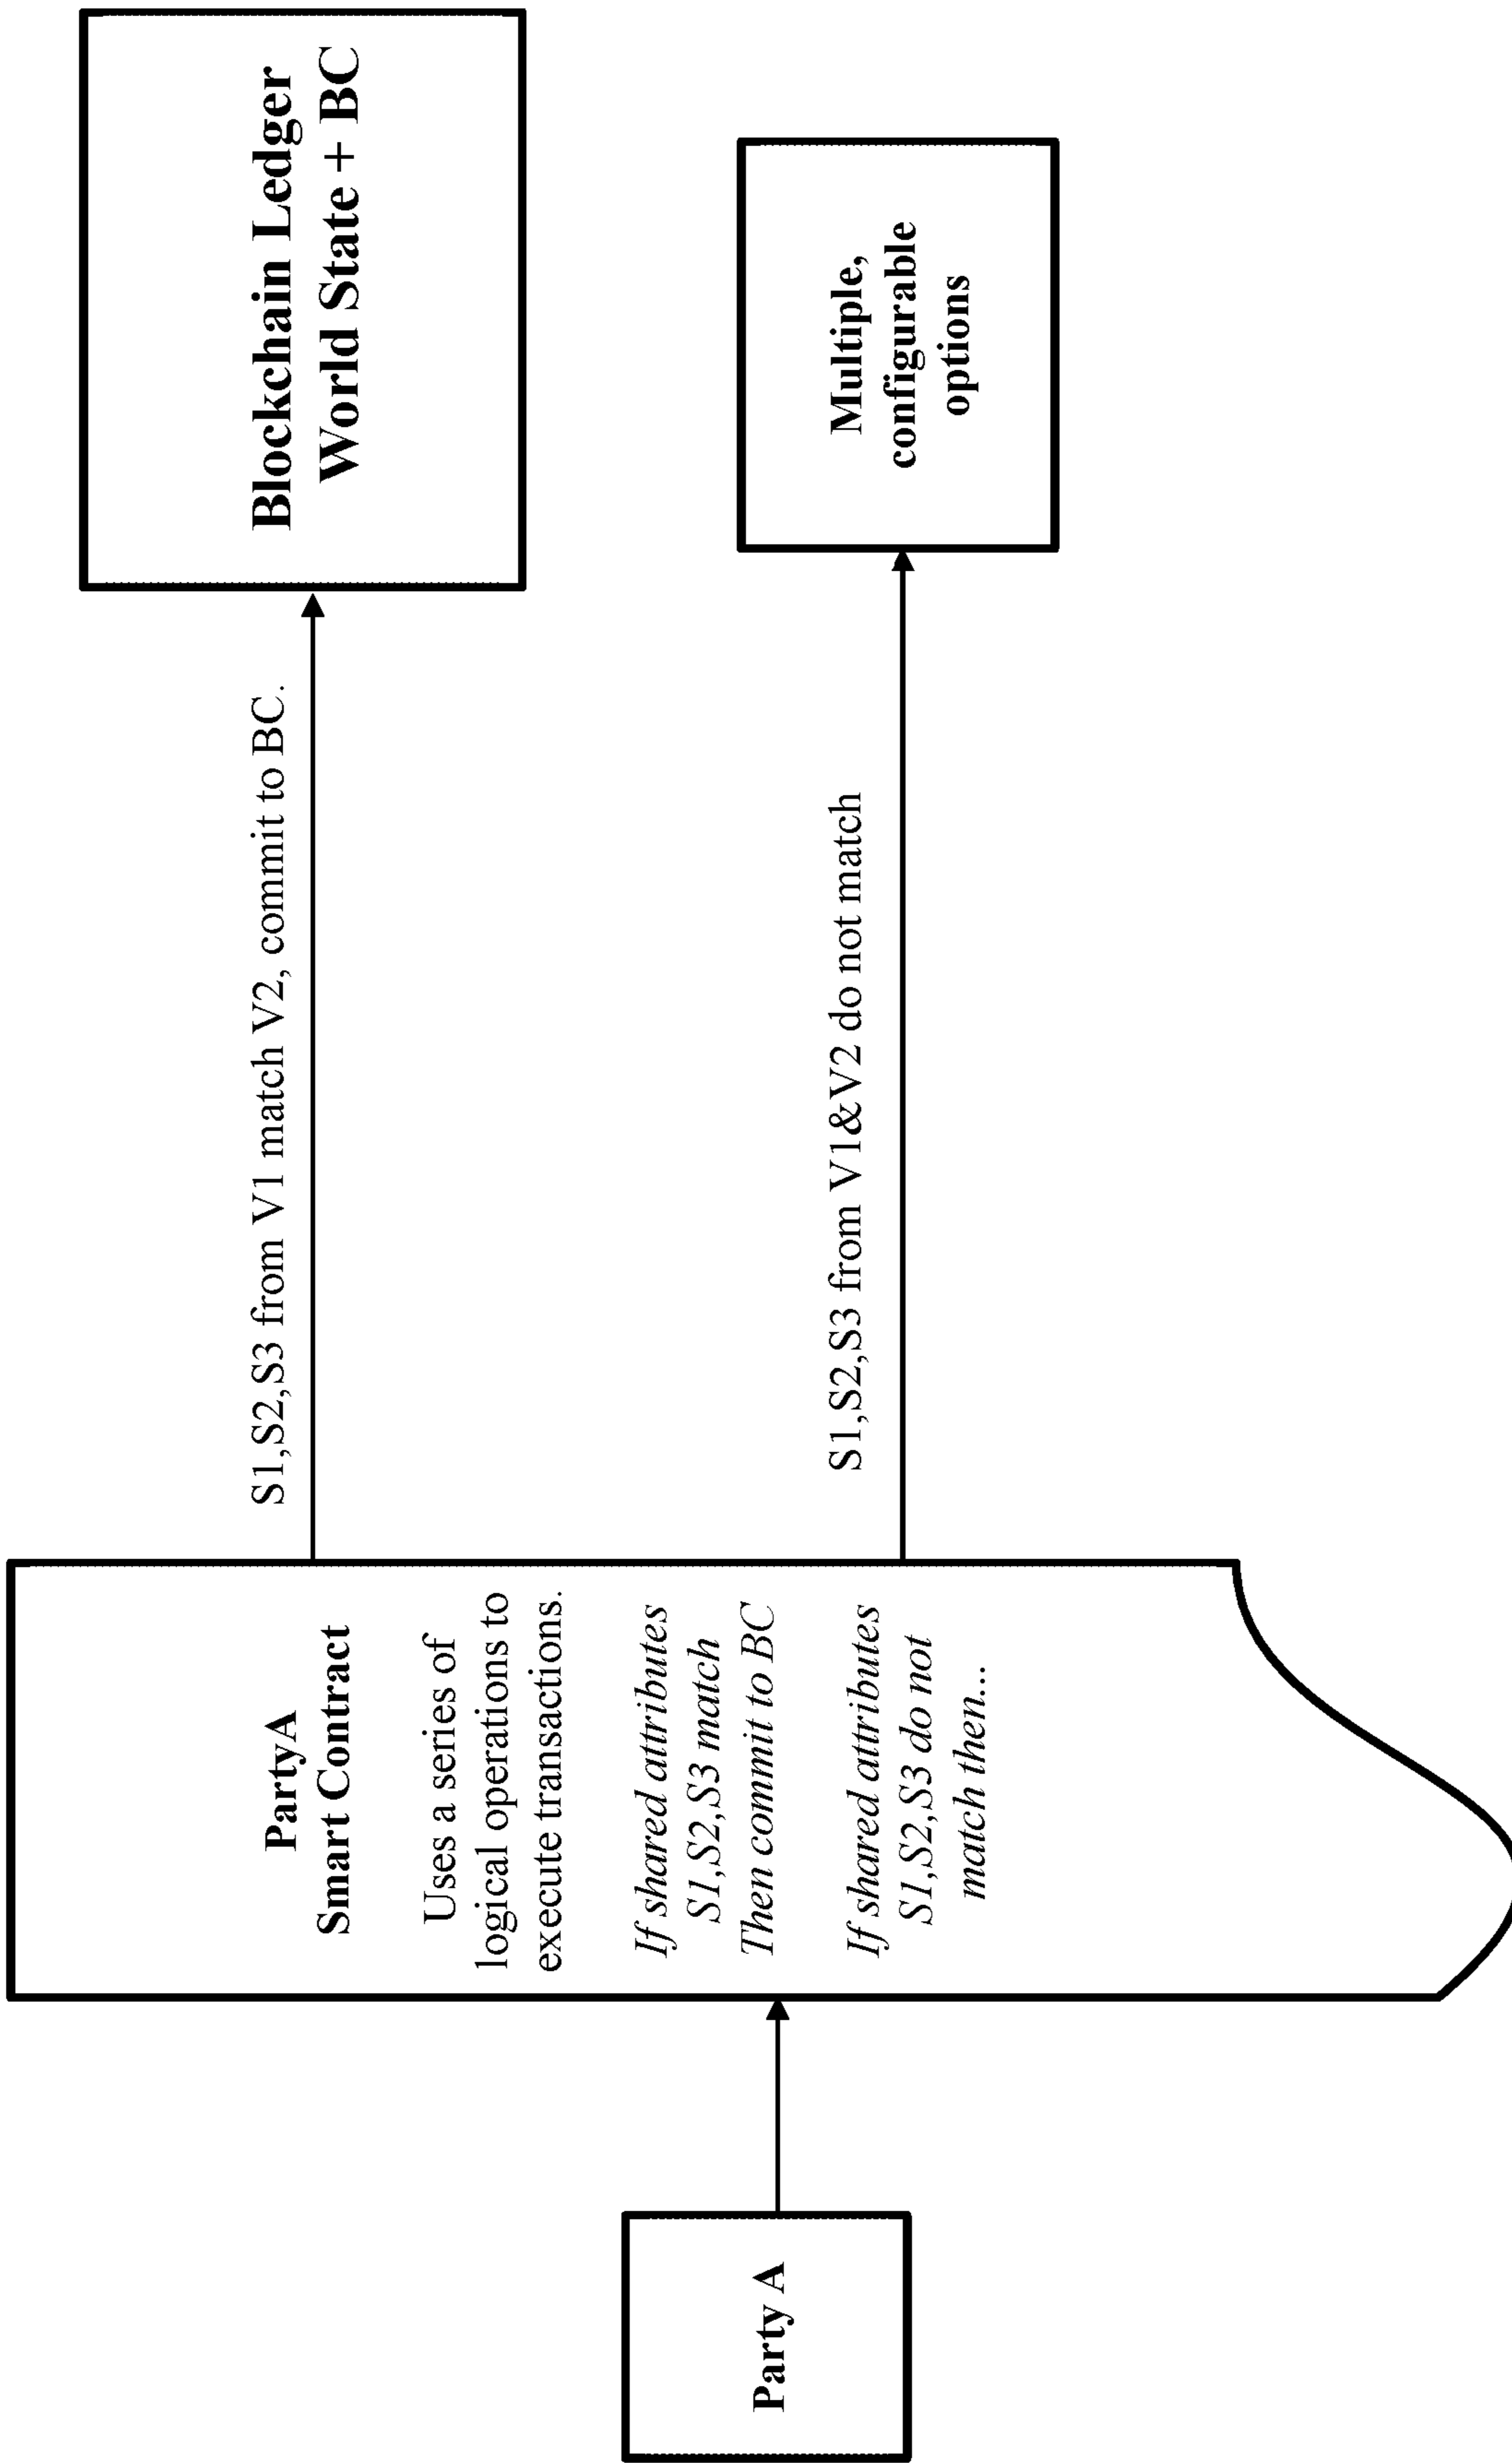 Party A
PartyA
Smart Contract
Uses a series of
logical operations to
execute transactions.
If shared attributes
S1,S2,S3 match
Then commit to BC
If shared attributes
S1,S2,S3 do not
match then...
S1,S2,S3 from V1 match V2, commit to BC.
Blockchain Ledger
World State + BC
S1,S2,S3 from V1&V2 do not match
Multiple,
configurable
options